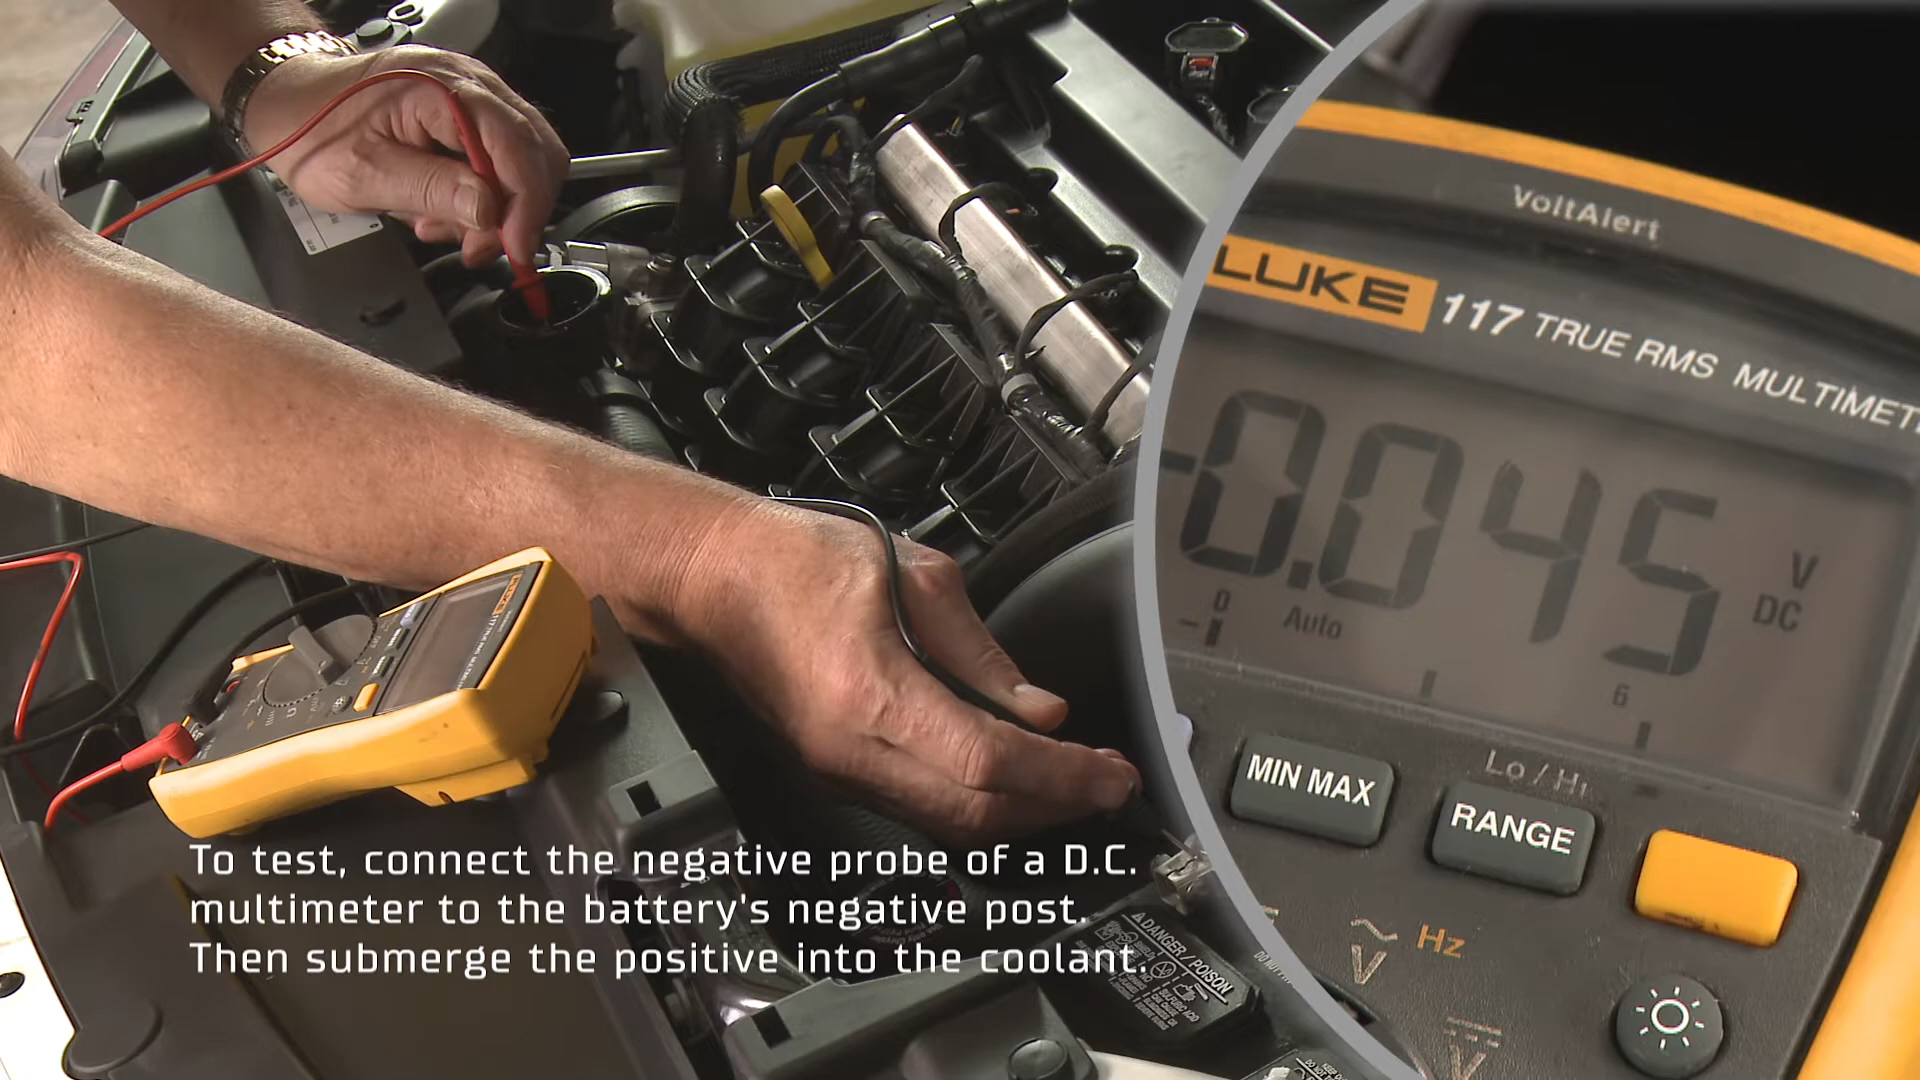 VoltAlert
LUKE 117 TRUE RMS MULTIMET
-0.045
V
DC
0
Auto
6
MIN MAX
Lo / Hi
RANGE
Hz
V
V
To test, connect the negative probe of a D.C.
multimeter to the battery's negative post.
Then submerge the positive into the coolant.
DANGER / POISON